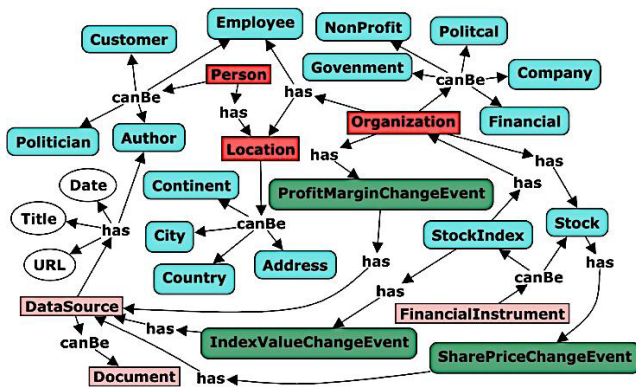 Employee
NonProfit
Politcal
Customer
Govenment
canBe
Company
Person
has
canBe
Politician
Author
has
Organization
Financial
Location
has
has
Date
ProfitMarginChangeEvent
Continent
has
Title
has
canBe
City
StockIndex
Stock
URL
Country
Address
has
canBe
has
DataSource
has
FinancialInstrument
has
canBe
IndexValueChangeEvent
SharePriceChangeEvent
Document
has